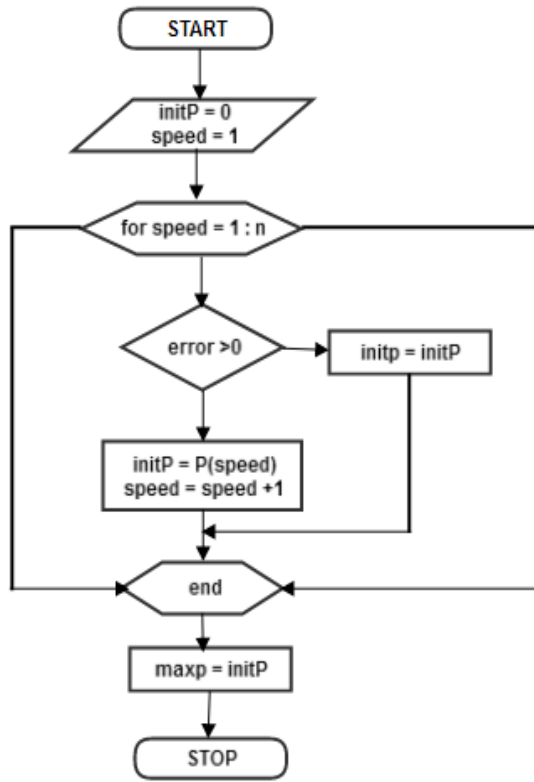 START
initP = 0
speed = 1
for speed = 1 : n
error >0
initp = initP
initP = P(speed)
speed = speed +1
end
maxp = initP
STOP